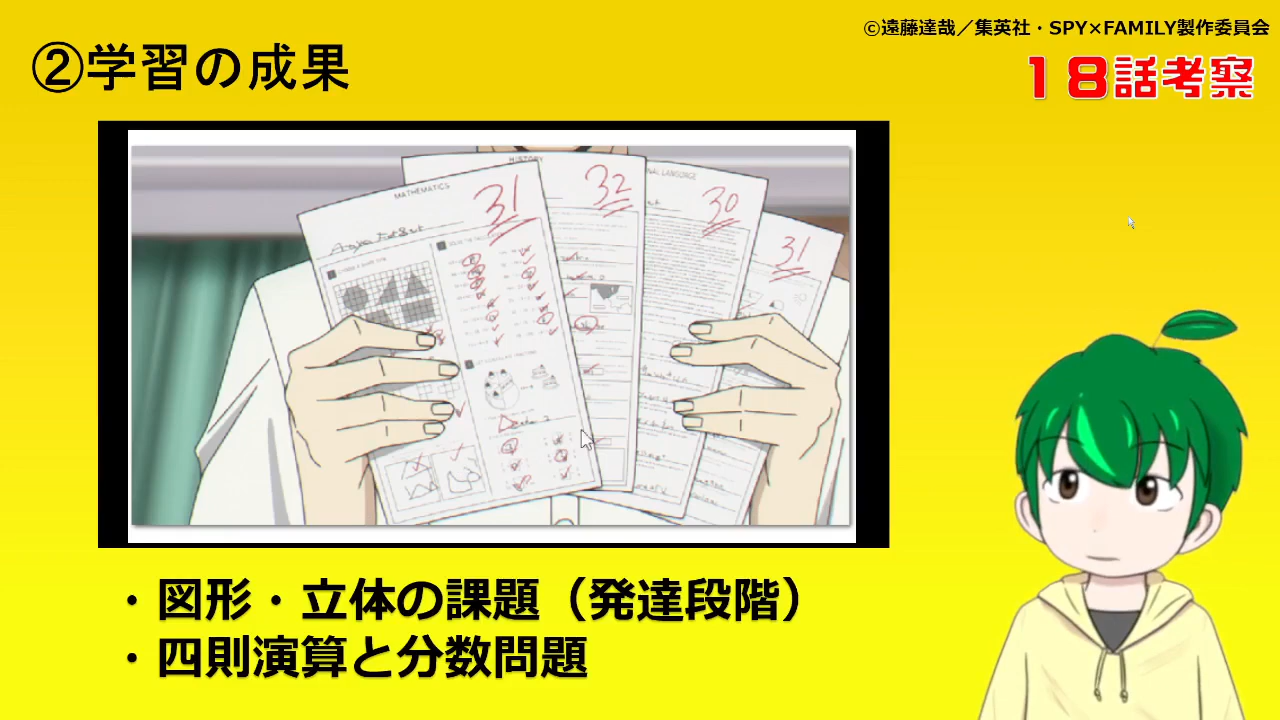 ©遠藤達哉／集英社・SPY×FAMILY製作委員会
②学習の成果
18話考察
MATHEMATICS
31
HISTORY
32
NAL LANGUAGE
30
31
・図形・立体の課題（発達段階）
・四則演算と分数問題